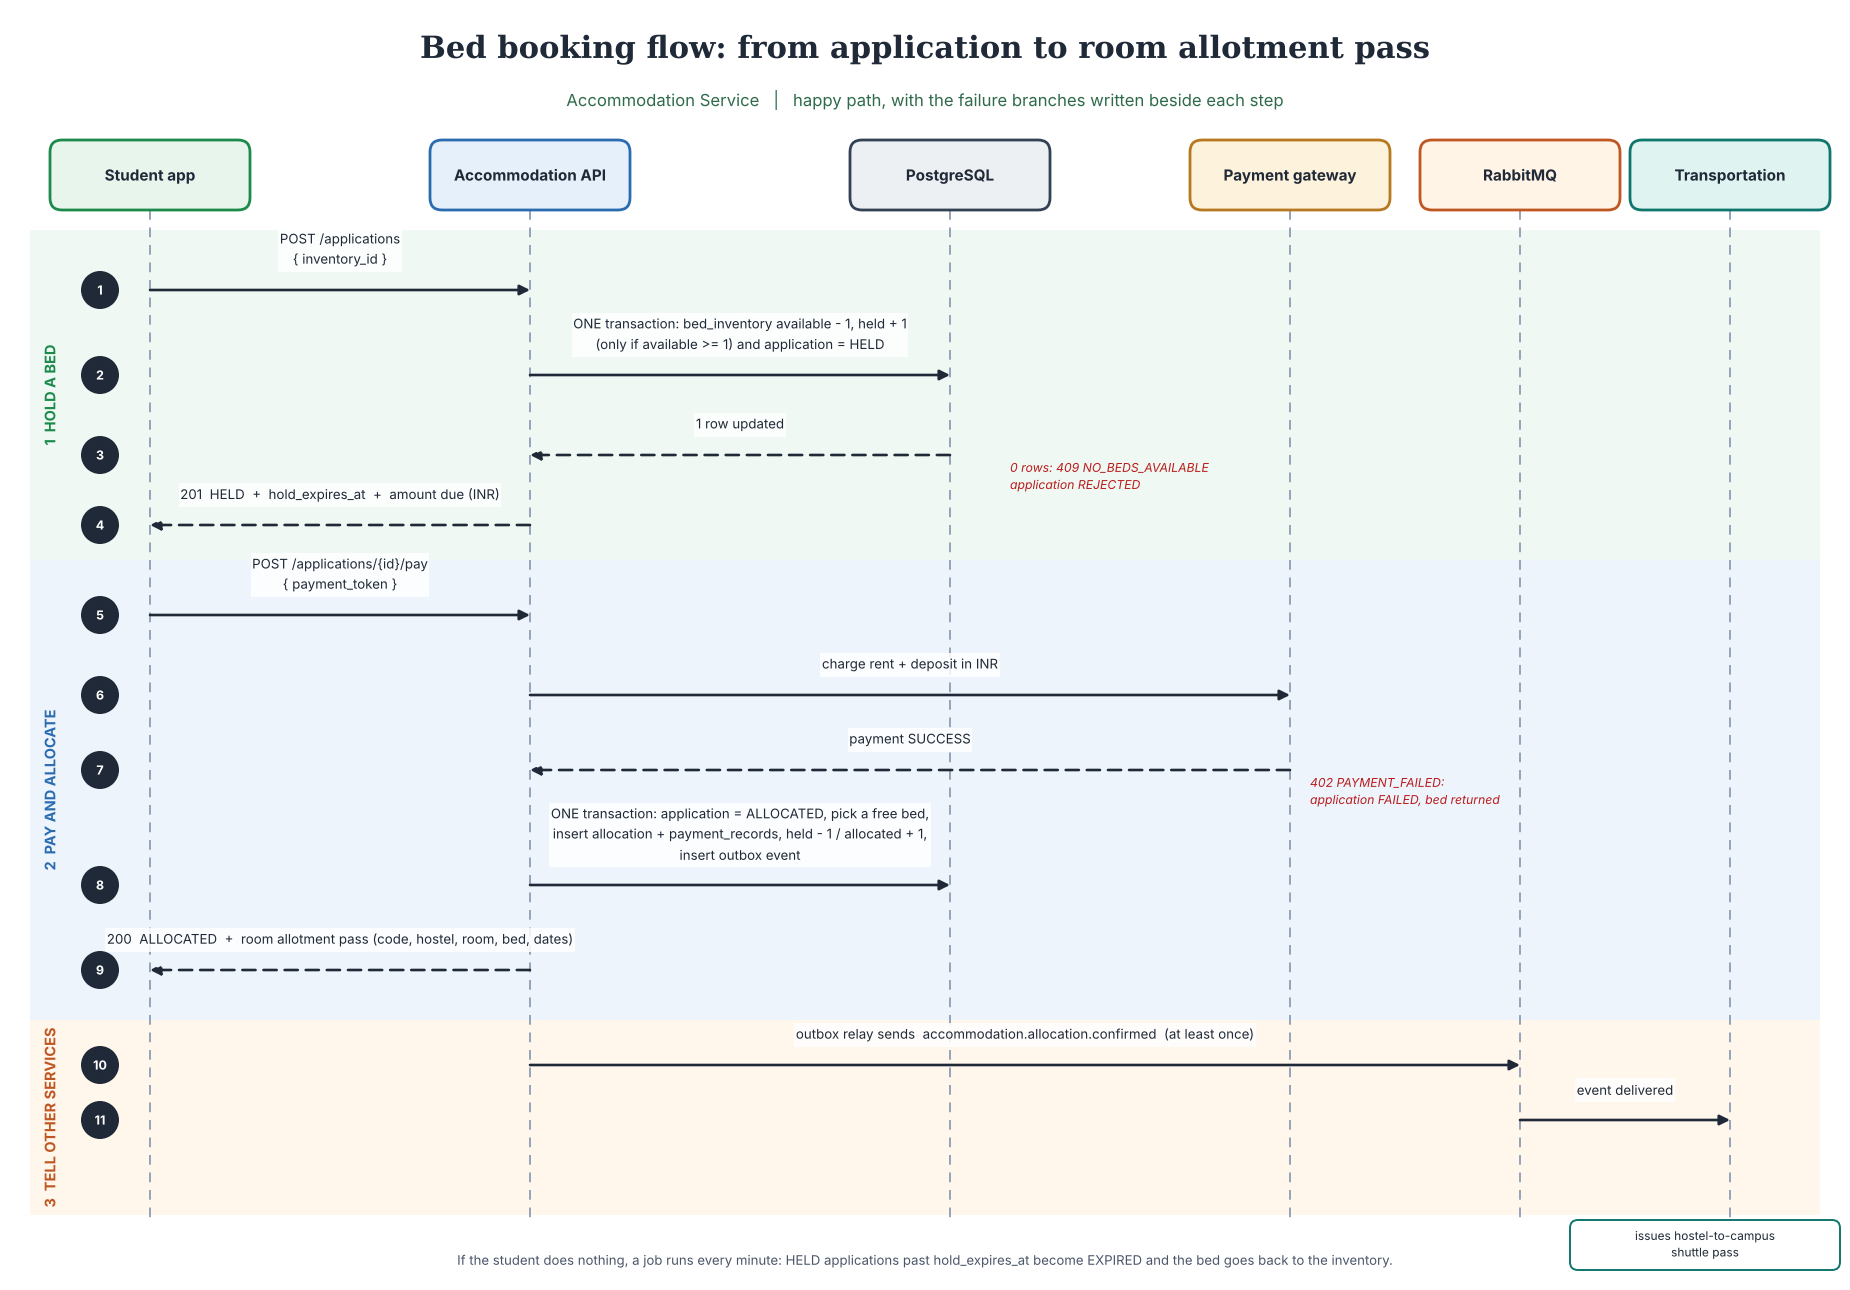 Bed booking flow: from application to room allotment pass
Accommodation Service | happy path, with the failure branches written beside each step
Student app
Accommodation API
PostgreSQL
Payment gateway
RabbitMQ
Transportation
1 HOLD A BED
POST /applications
{ inventory_id }
1
ONE transaction: bed_inventory available - 1, held + 1
(only if available >= 1) and application = HELD
2
1 row updated
3
0 rows: 409 NO_BEDS_AVAILABLE
application REJECTED
201 HELD + hold_expires_at + amount due (INR)
4
2 PAY AND ALLOCATE
POST /applications/{id}/pay
{ payment_token }
5
charge rent + deposit in INR
6
payment SUCCESS
7
402 PAYMENT_FAILED:
application FAILED, bed returned
ONE transaction: application = ALLOCATED, pick a free bed,
insert allocation + payment_records, held - 1 / allocated + 1,
insert outbox event
8
200 ALLOCATED + room allotment pass (code, hostel, room, bed, dates)
9
3 TELL OTHER SERVICES
outbox relay sends accommodation.allocation.confirmed (at least once)
10
event delivered
11
issues hostel-to-campus
shuttle pass
If the student does nothing, a job runs every minute: HELD applications past hold_expires_at become EXPIRED and the bed goes back to the inventory.